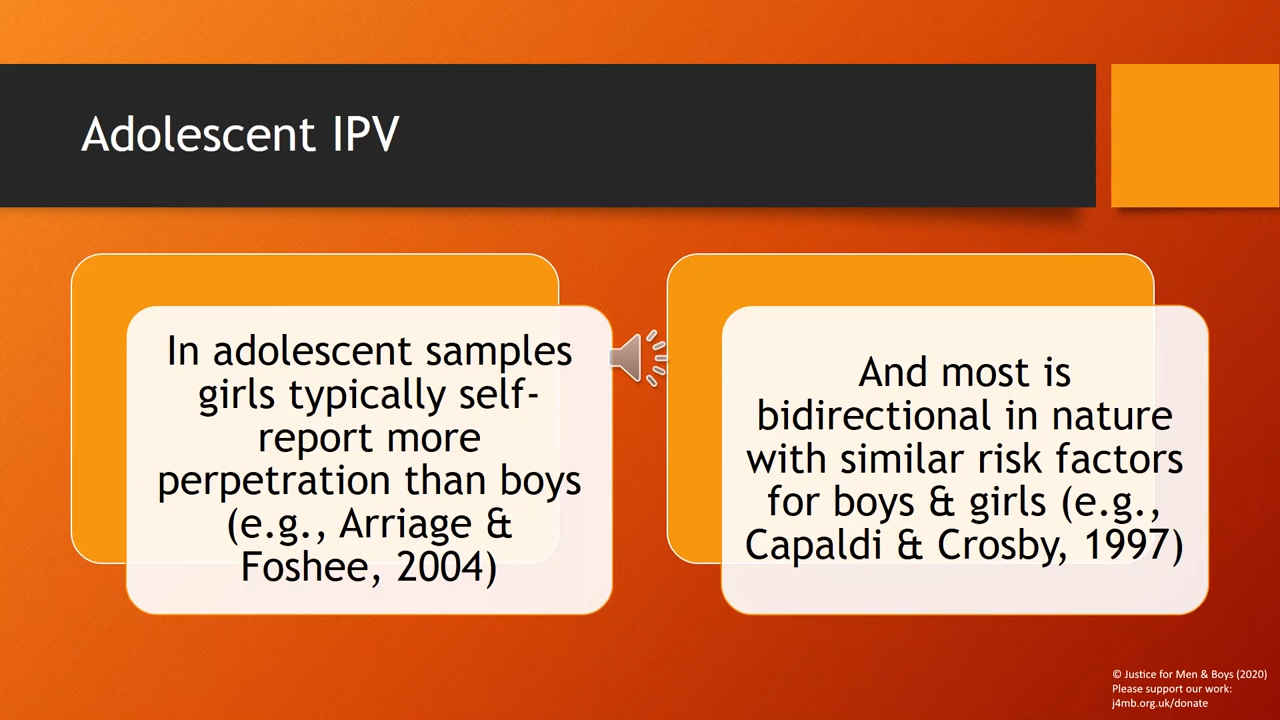 Adolescent IPV
In adolescent samples
girls typically self-
report more
perpetration than boys
(e.g., Arriage &
Foshee, 2004)
And most is
bidirectional in nature
with similar risk factors
for boys & girls (e.g.,
Capaldi & Crosby, 1997)
© Justice for Men & Boys (2020)
Please support our work:
j4mb.org.uk/donate